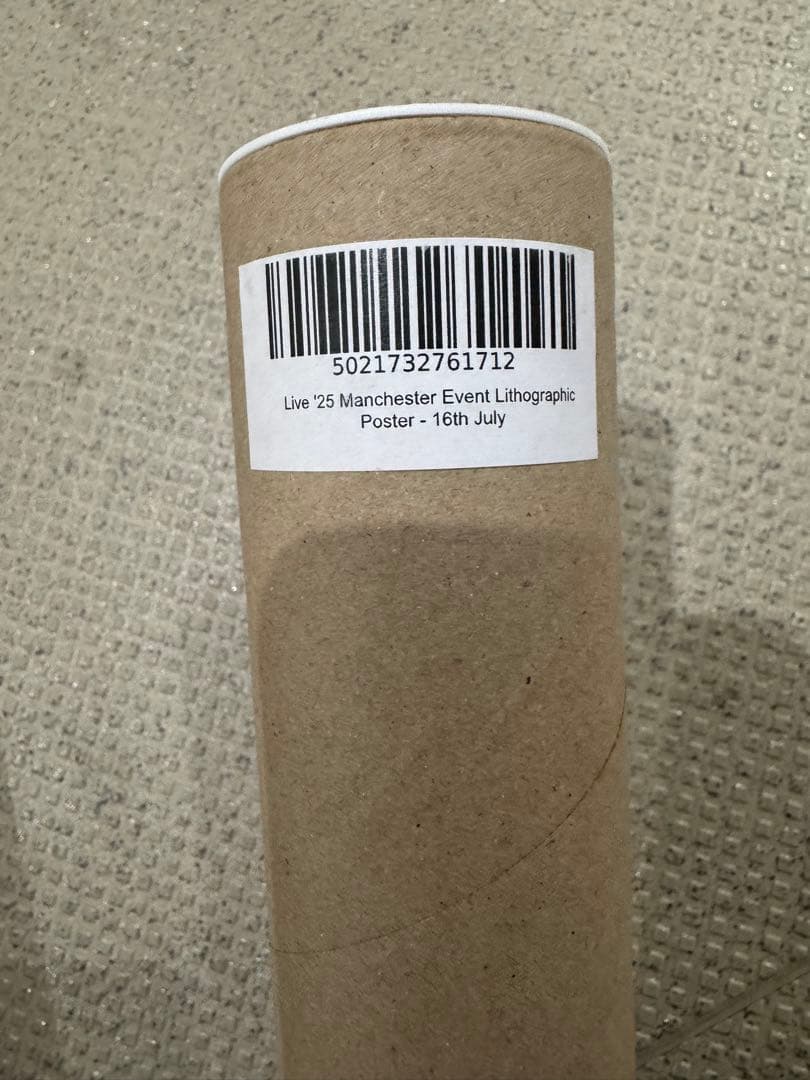 5021732761712
Live '25 Manchester Event Lithographic
Poster - 16th July